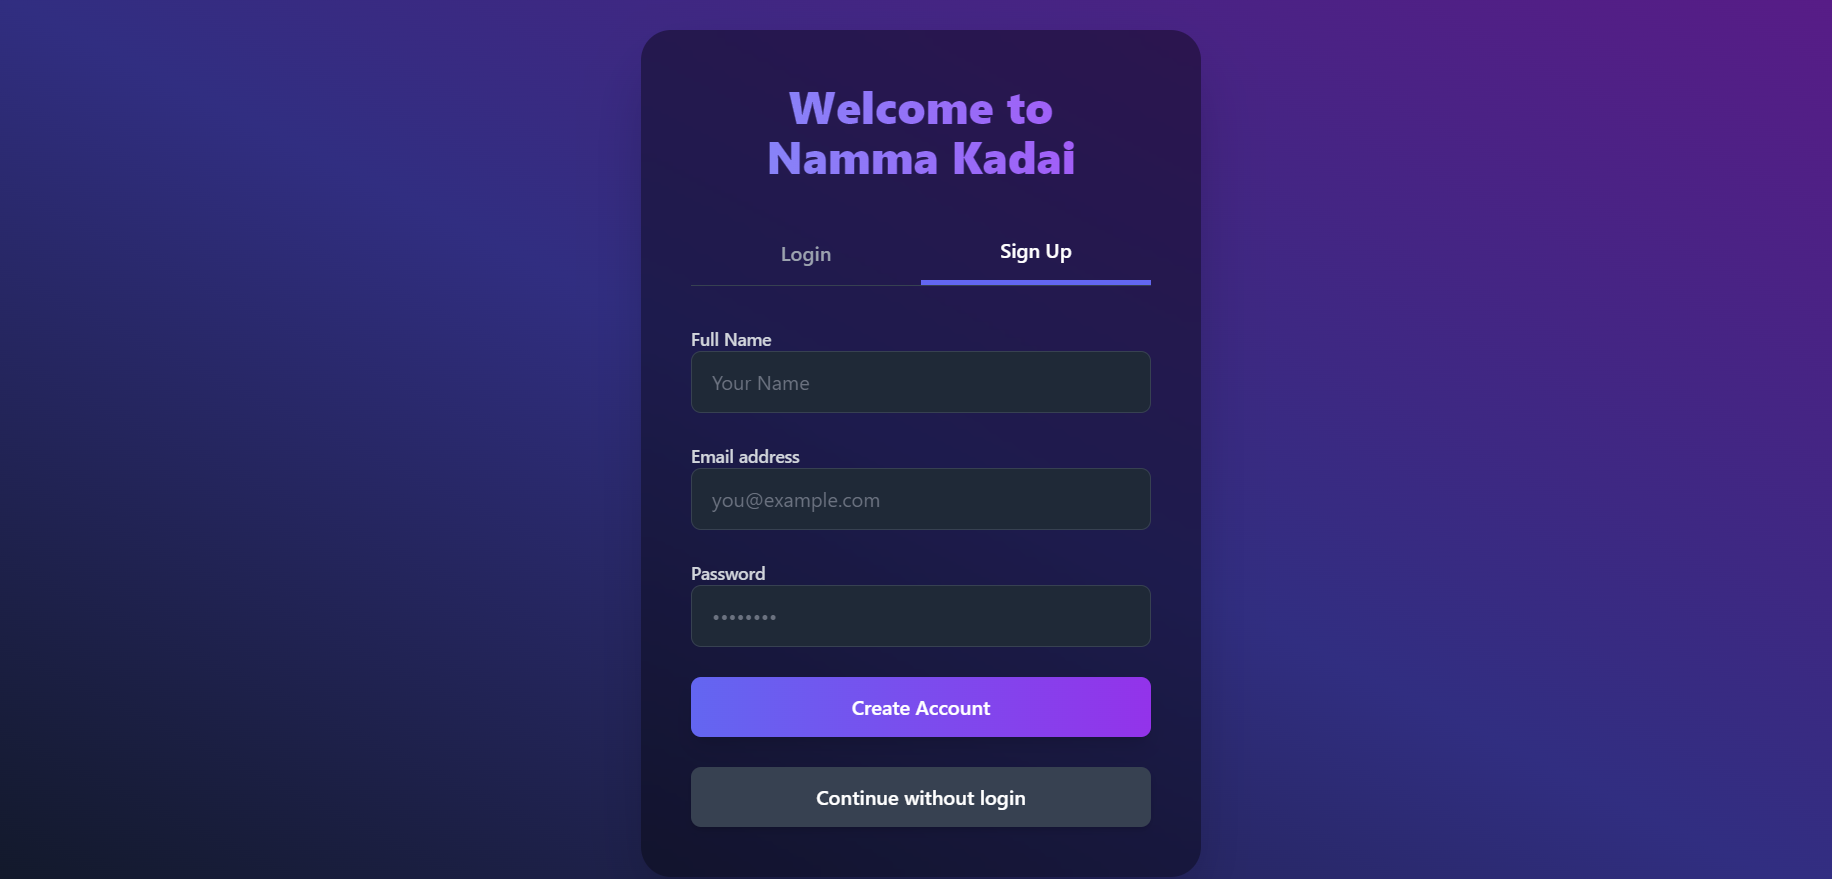 Welcome to
Namma Kadai
Login
Sign Up
Full Name
Your Name
Email address
you@example.com
Password
••••••••
Create Account
Continue without login